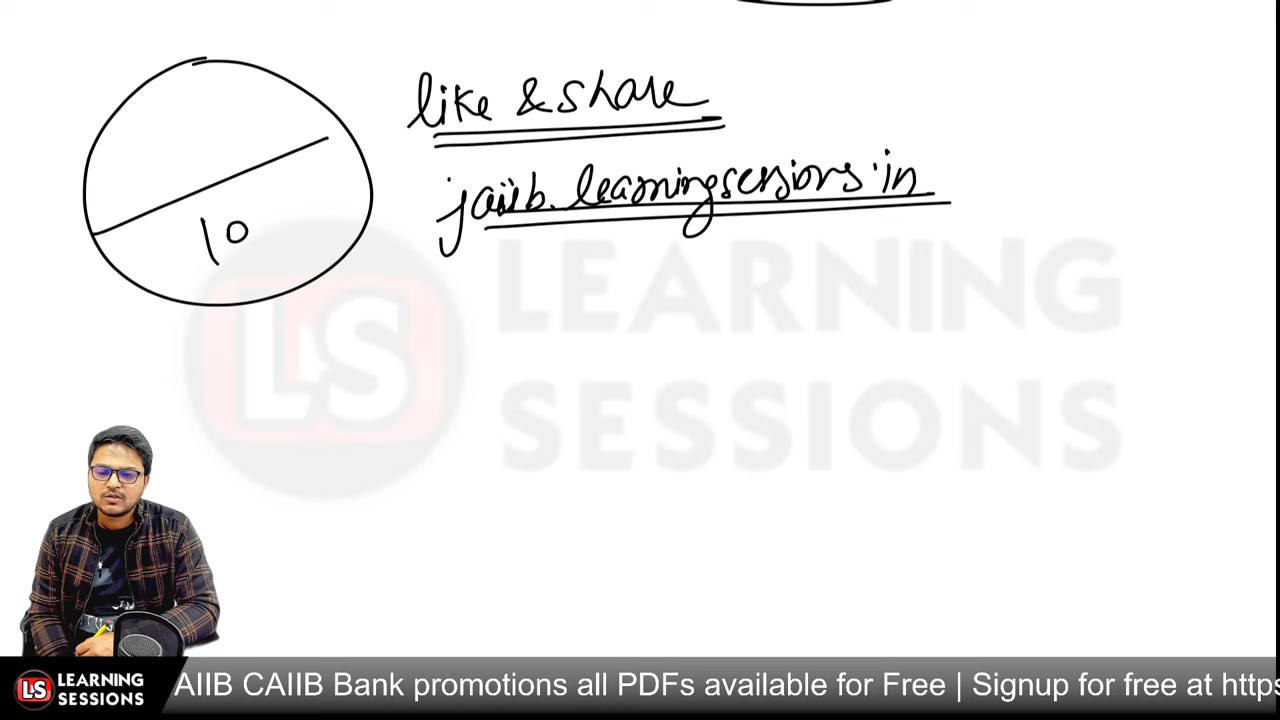 like & share
jaiib.learningsessions.in
10
LS LEARNING
SESSIONS
LS LEARNING
SESSIONS
AIIB CAIIB Bank promotions all PDFs available for Free | Signup for free at https